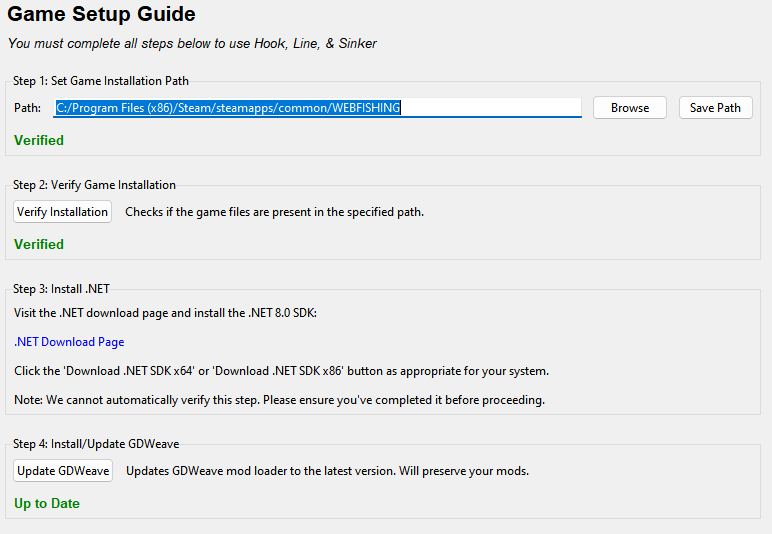 Game Setup Guide
You must complete all steps below to use Hook, Line, & Sinker
Step 1: Set Game Installation Path
Path: C:/Program Files (x86)/Steam/steamapps/common/WEBFISHING Browse Save Path
Verified
Step 2: Verify Game Installation
Verify Installation Checks if the game files are present in the specified path.
Verified
Step 3: Install .NET
Visit the .NET download page and install the .NET 8.0 SDK:
.NET Download Page
Click the 'Download .NET SDK x64' or 'Download .NET SDK x86' button as appropriate for your system.
Note: We cannot automatically verify this step. Please ensure you've completed it before proceeding.
Step 4: Install/Update GDWeave
Update GDWeave Updates GDWeave mod loader to the latest version. Will preserve your mods.
Up to Date